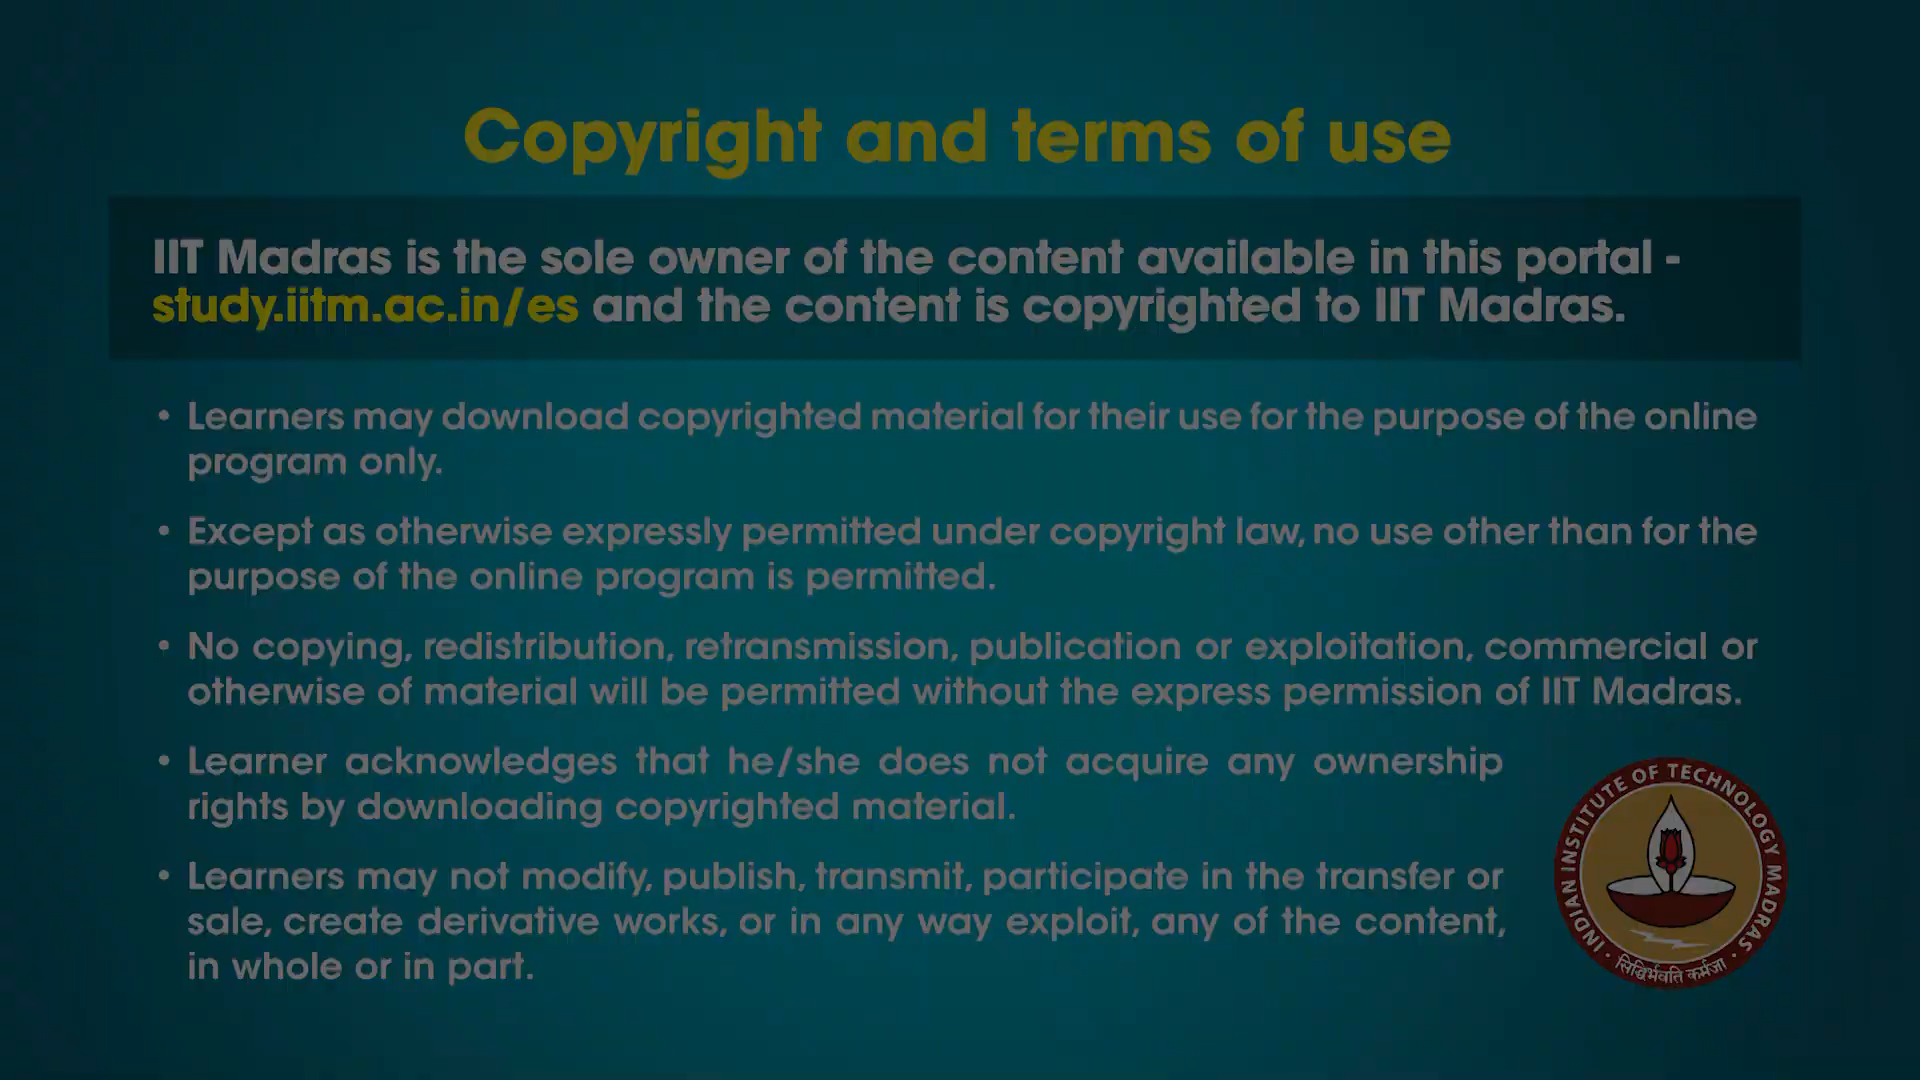 Copyright and terms of use
IIT Madras is the sole owner of the content available in this portal -
study.iitm.ac.in/es and the content is copyrighted to IIT Madras.
• Learners may download copyrighted material for their use for the purpose of the online
program only.
• Except as otherwise expressly permitted under copyright law, no use other than for the
purpose of the online program is permitted.
• No copying, redistribution, retransmission, publication or exploitation, commercial or
otherwise of material will be permitted without the express permission of IIT Madras.
• Learner acknowledges that he/she does not acquire any ownership
rights by downloading copyrighted material.
• Learners may not modify, publish, transmit, participate in the transfer or
sale, create derivative works, or in any way exploit, any of the content,
in whole or in part.
INDIAN INSTITUTE OF TECHNOLOGY MADRAS
सिद्धिर्भवति कर्मजा